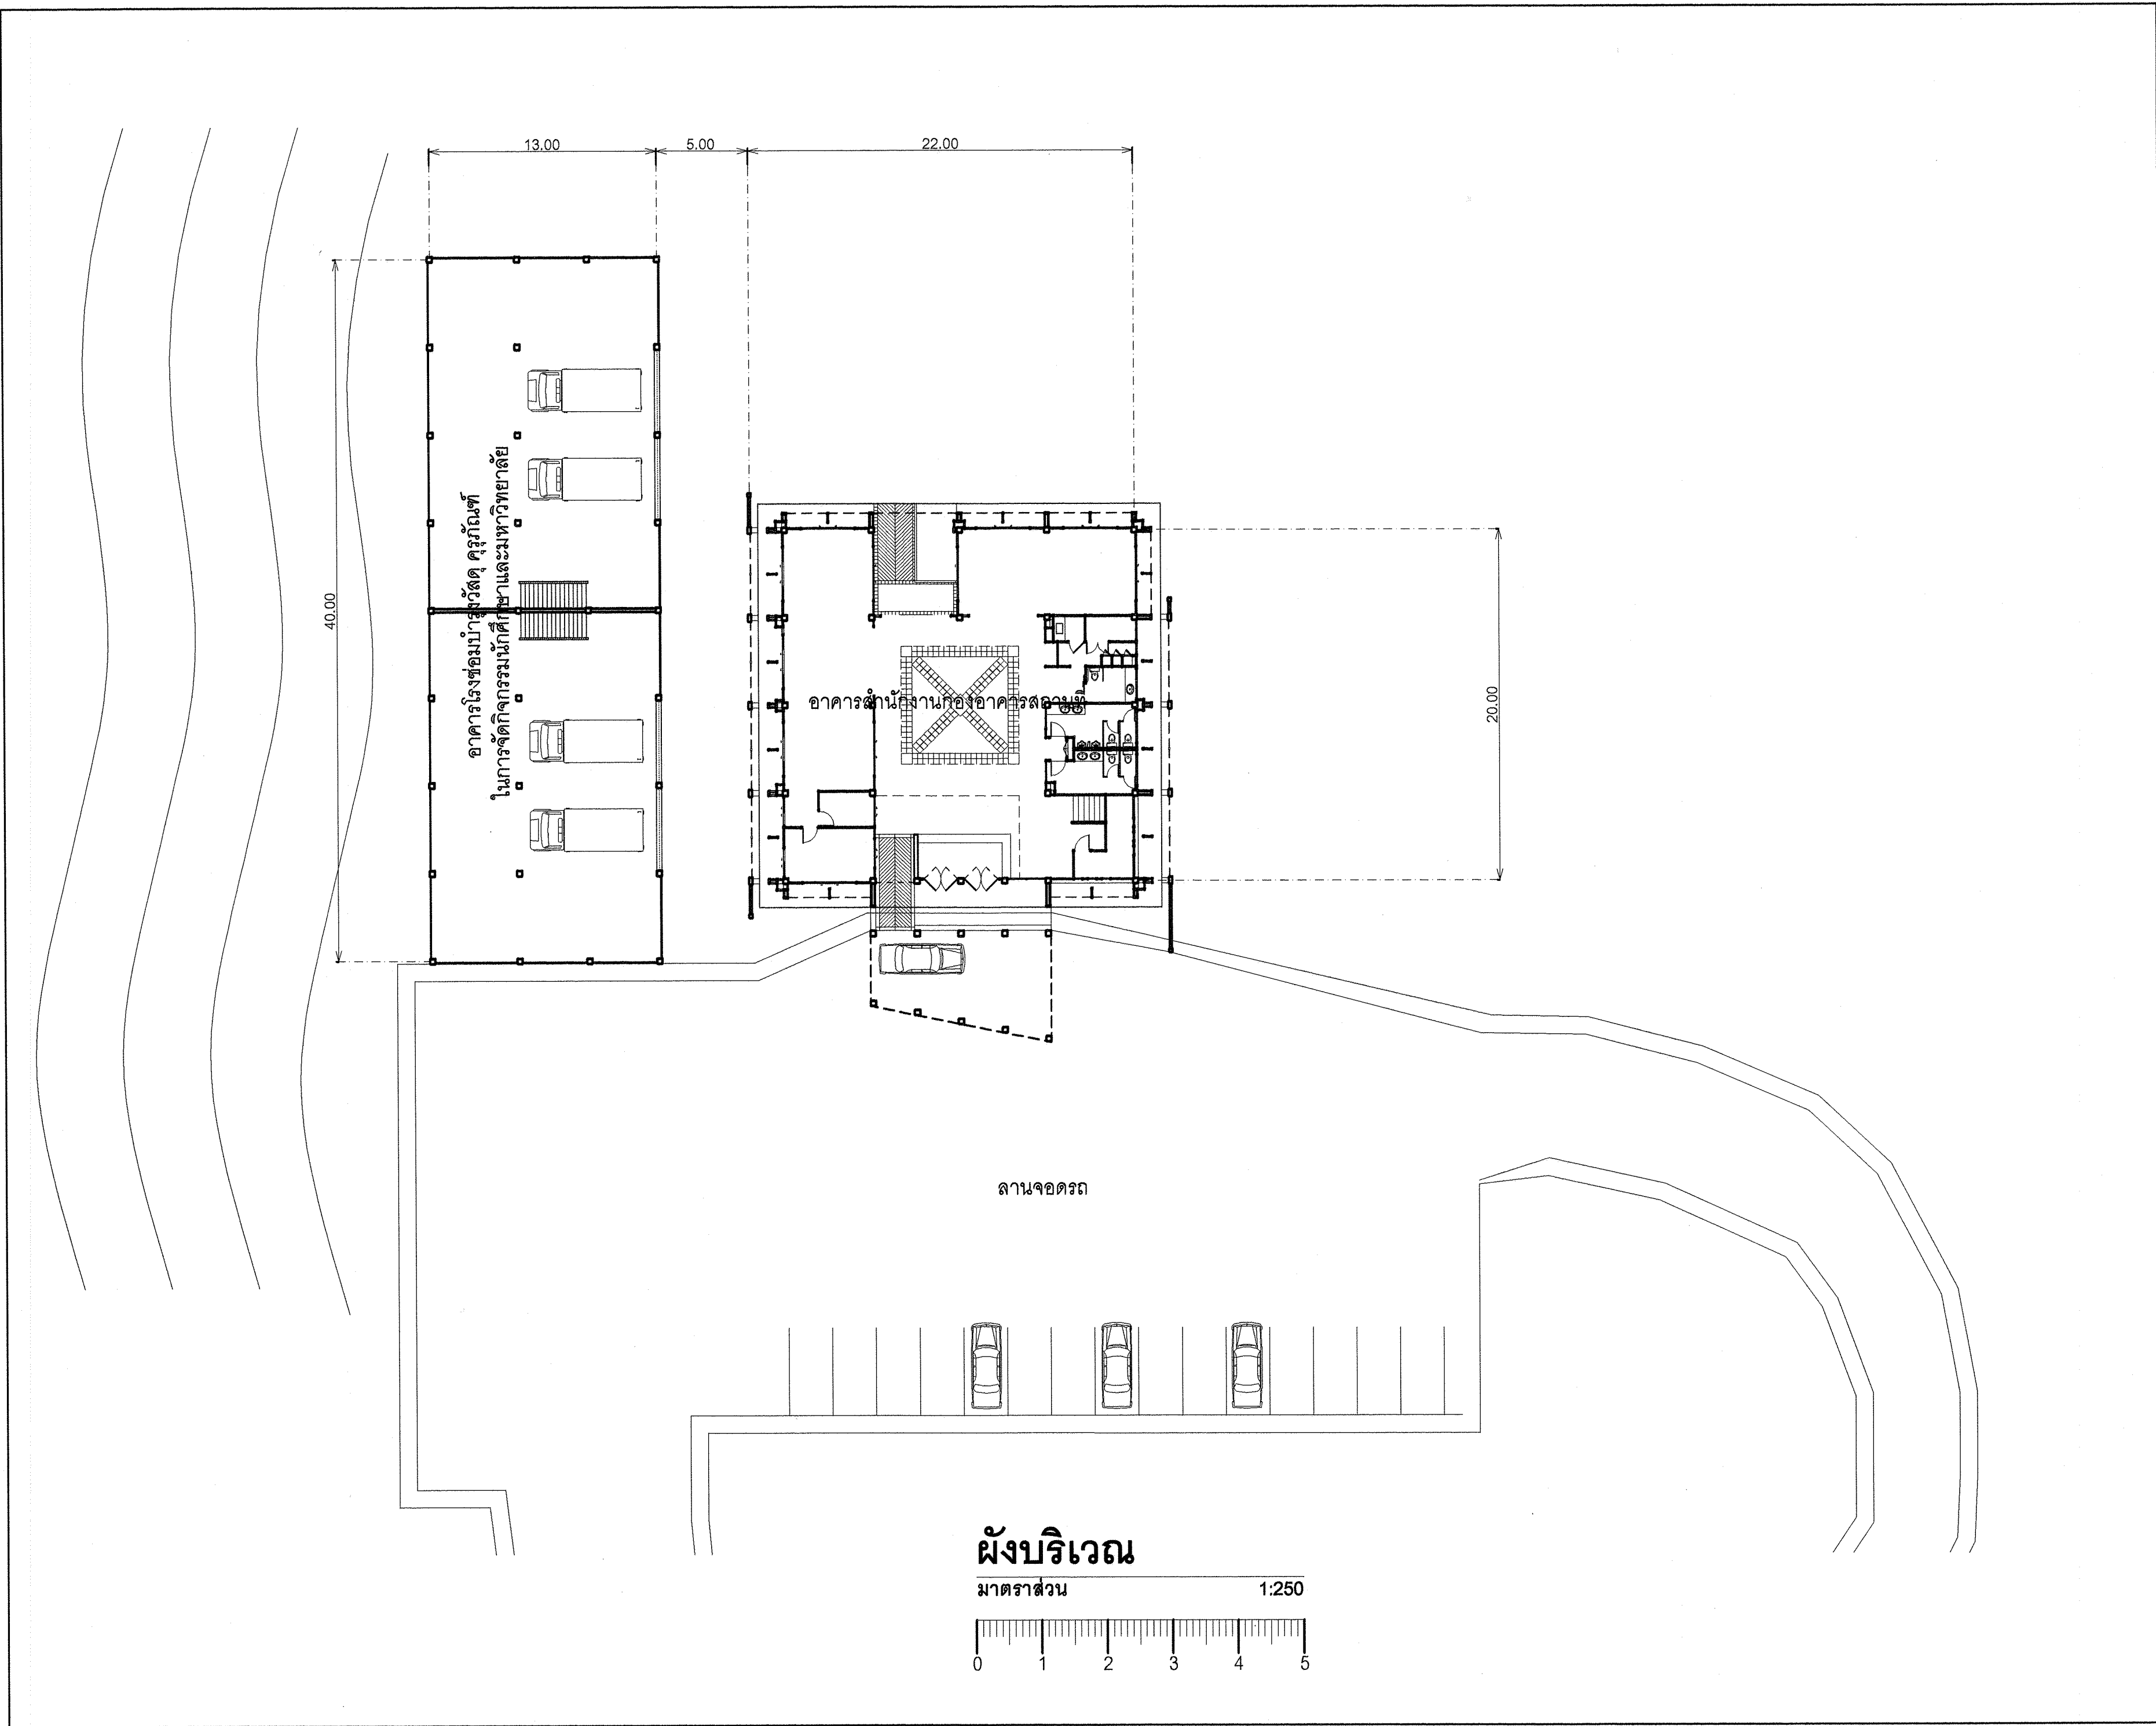 13.00
5.00
22.00
40.00
20.00
อาคารโรงซ่อมบำรุงวัสดุ ครุภัณฑ์
ในการจัดกิจกรรมนักศึกษาและมหาวิทยาลัย
อาคารสำนักงานกองอาคารสถานที่
ลานจอดรถ
ผังบริเวณ
มาตราส่วน 1:250
0 1 2 3 4 5